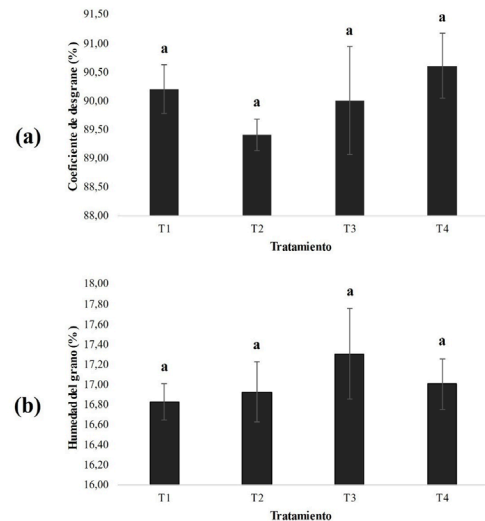 (a)
Coeficiente de desgrane (%)
91,50
91,00
90,50
90,00
89,50
89,00
88,50
88,00
a
a
a
a
T1 T2 T3 T4
Tratamiento
(b)
Humedad del grano (%)
18,00
17,80
17,60
17,40
17,20
17,00
16,80
16,60
16,40
16,20
16,00
a
a
a
a
T1 T2 T3 T4
Tratamiento